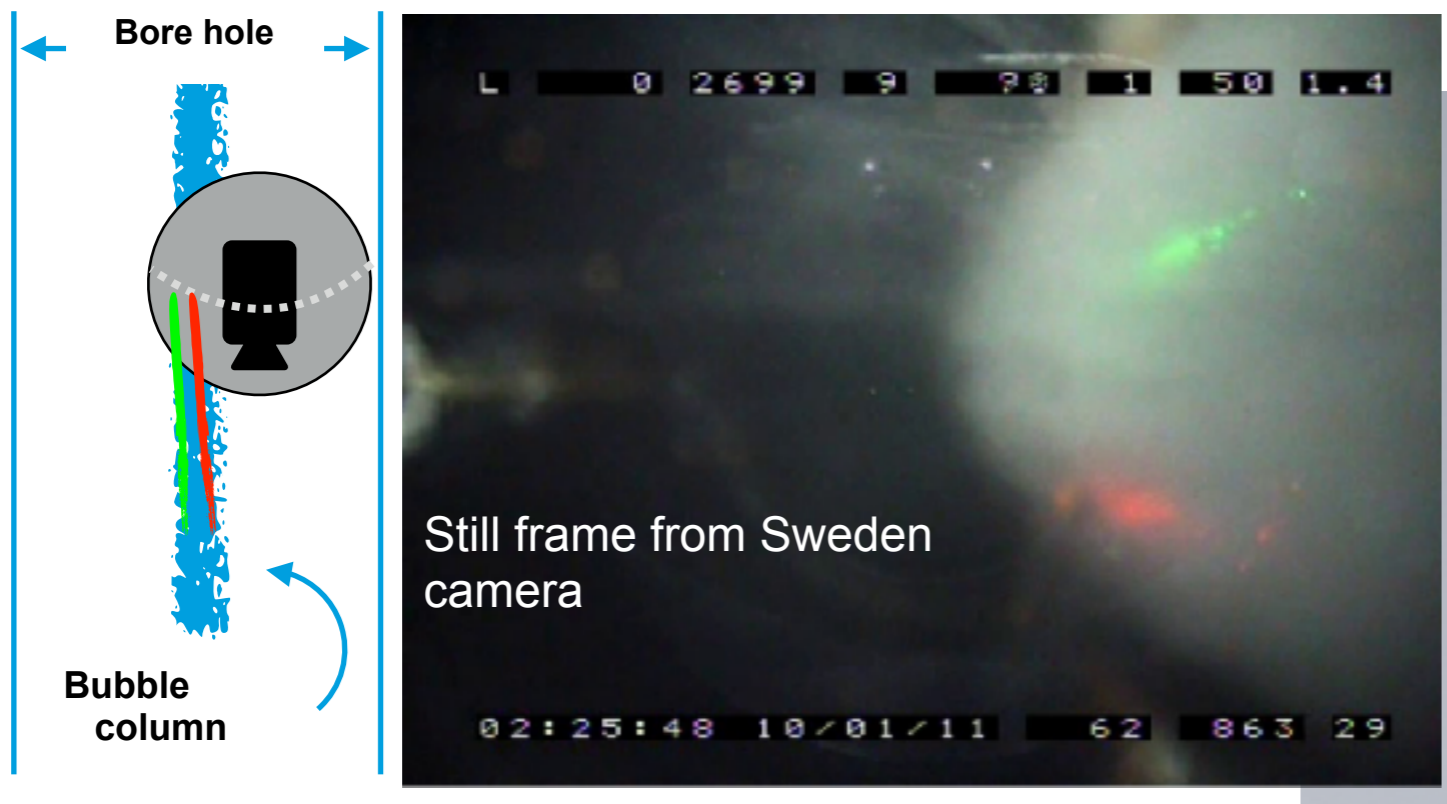 Bore hole
Bubble
column
L 0 2699 9 1 50 1.4
Still frame from Sweden
camera
02:25:48 10/01/11 62 863 29